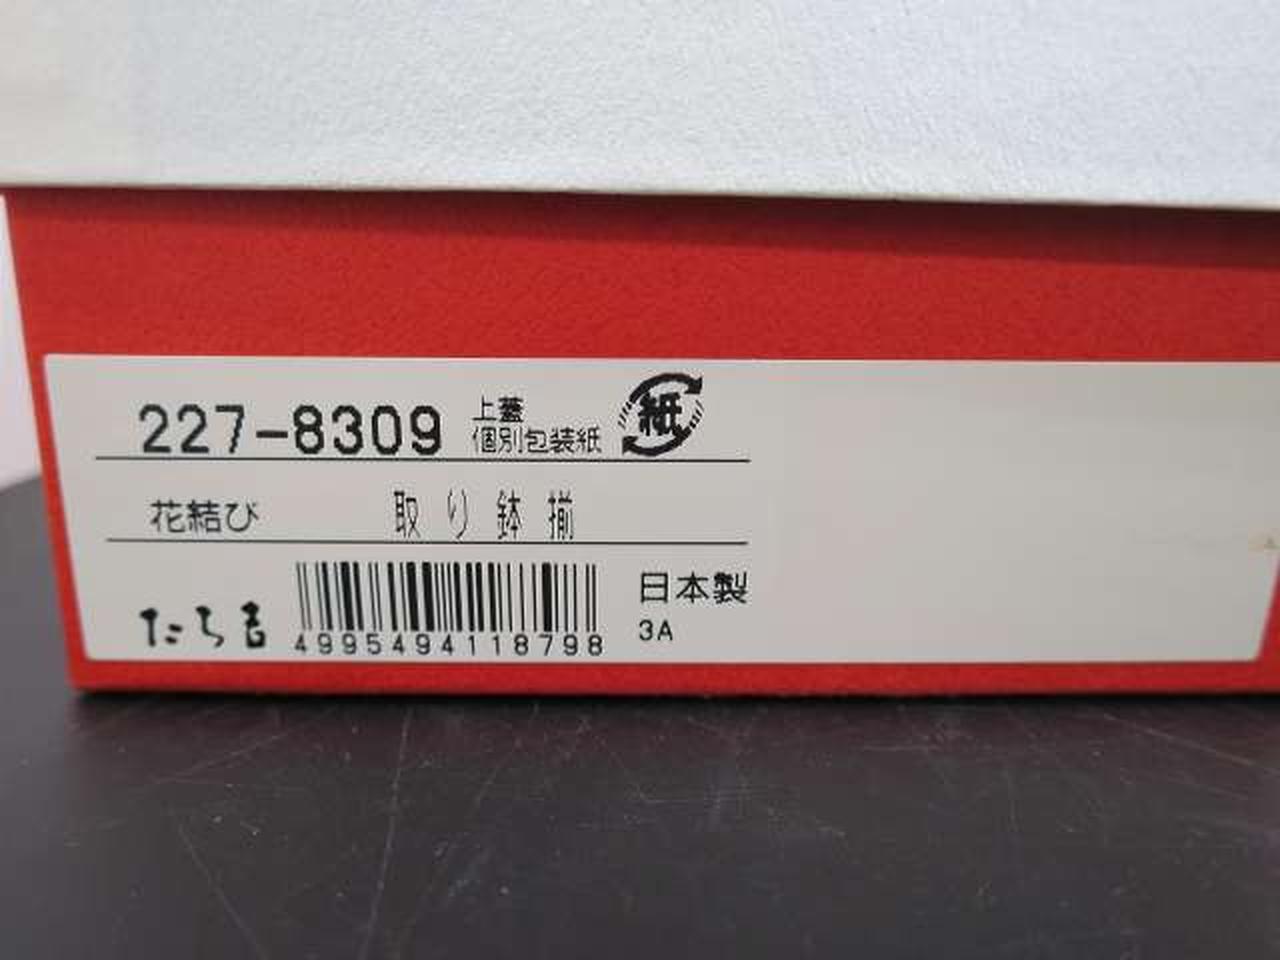 227-8309
上蓋
個別包装紙
紙
花結び 取り鉢揃
たち吉
4995494118798
日本製
3A